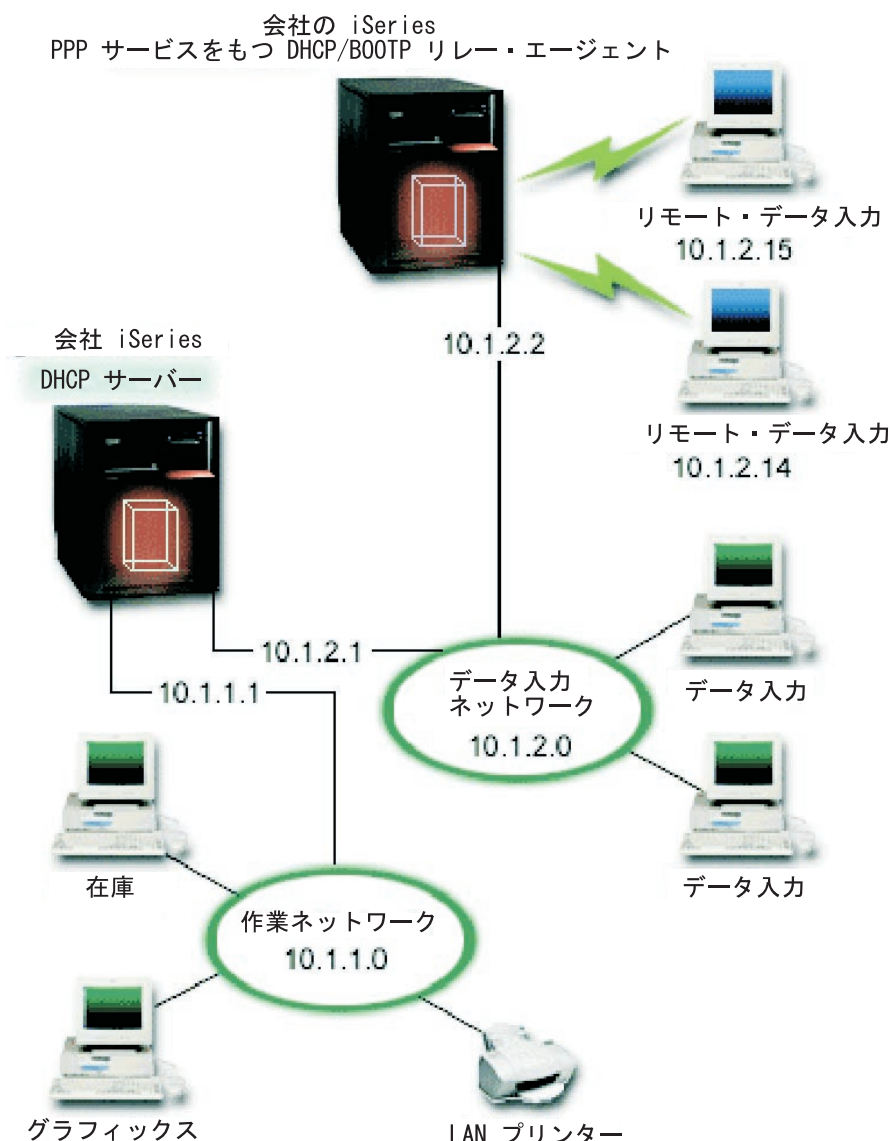 会社の iSeries
PPP サービスをもつ DHCP/BOOTP リレー・エージェント
リモート・データ入力
10.1.2.15
10.1.2.2
リモート・データ入力
10.1.2.14
会社 iSeries
DHCP サーバー
10.1.2.1
10.1.1.1
データ入力
ネットワーク
10.1.2.0
データ入力
データ入力
在庫
作業ネットワーク
10.1.1.0
グラフィックス
LAN プリンター